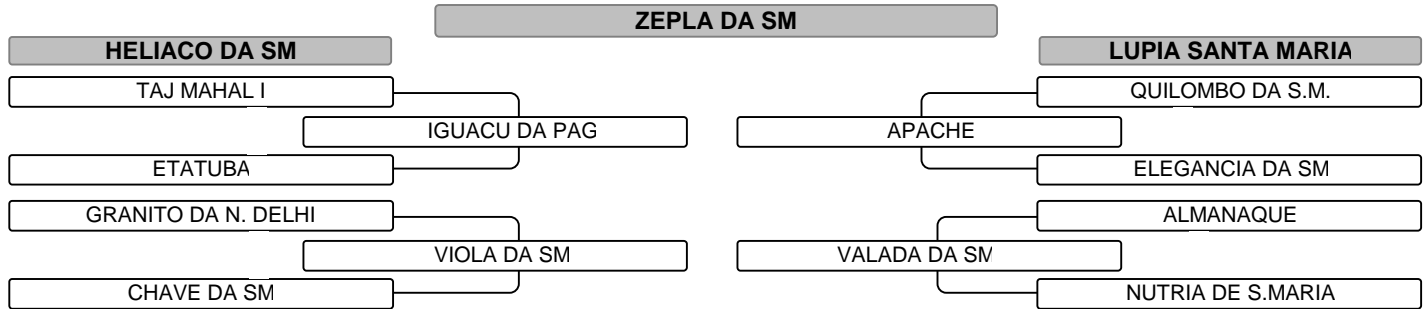 ZEPLA DA SM
HELIACO DA SM
LUPIA SANTA MARIA
TAJ MAHAL I
QUILOMBO DA S.M.
IGUACU DA PAG
APACHE
ETATUBA
ELEGANCIA DA SM
GRANITO DA N. DELHI
ALMANAQUE
VIOLA DA SM
VALADA DA SM
CHAVE DA SM
NUTRIA DE S.MARIA